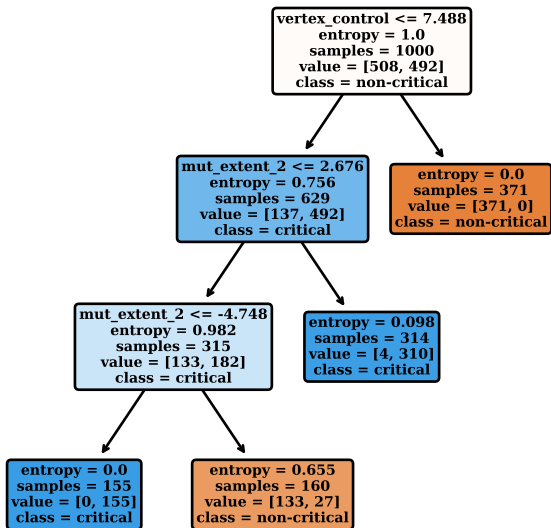 vertex_control <= 7.488
entropy = 1.0
samples = 1000
value = [508, 492]
class = non-critical
mut_extent_2 <= 2.676
entropy = 0.756
samples = 629
value = [137, 492]
class = critical
entropy = 0.0
samples = 371
value = [371, 0]
class = non-critical
mut_extent_2 <= -4.748
entropy = 0.982
samples = 315
value = [133, 182]
class = critical
entropy = 0.098
samples = 314
value = [4, 310]
class = critical
entropy = 0.0
samples = 155
value = [0, 155]
class = critical
entropy = 0.655
samples = 160
value = [133, 27]
class = non-critical